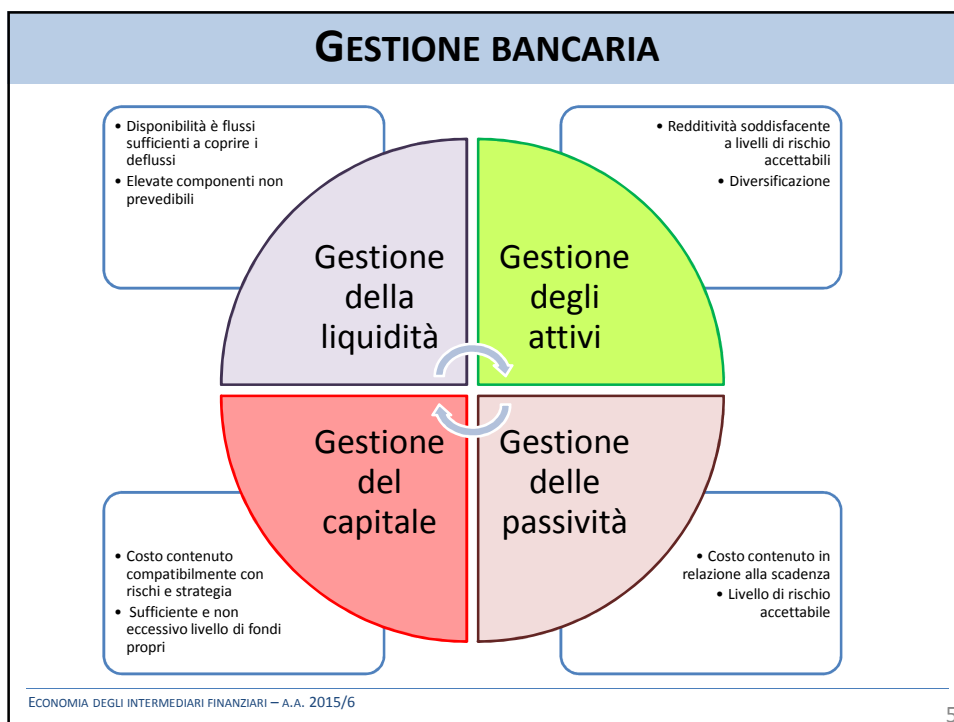 GESTIONE BANCARIA
• Disponibilità è flussi
sufficienti a coprire i
deflussi
• Elevate componenti non
prevedibili
• Redditività soddisfacente
a livelli di rischio
accettabili
• Diversificazione
Gestione
della
liquidità
Gestione
degli
attivi
Gestione
del
capitale
Gestione
delle
passività
• Costo contenuto
compatibilmente con
rischi e strategia
• Sufficiente e non
eccessivo livello di fondi
propri
• Costo contenuto in
relazione alla scadenza
• Livello di rischio
accettabile
ECONOMIA DEGLI INTERMEDIARI FINANZIARI – A.A. 2015/6
5